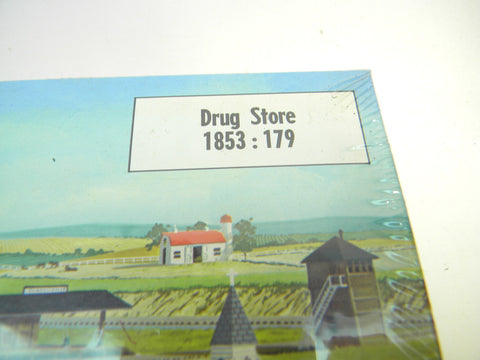 Drug Store
1853 : 179